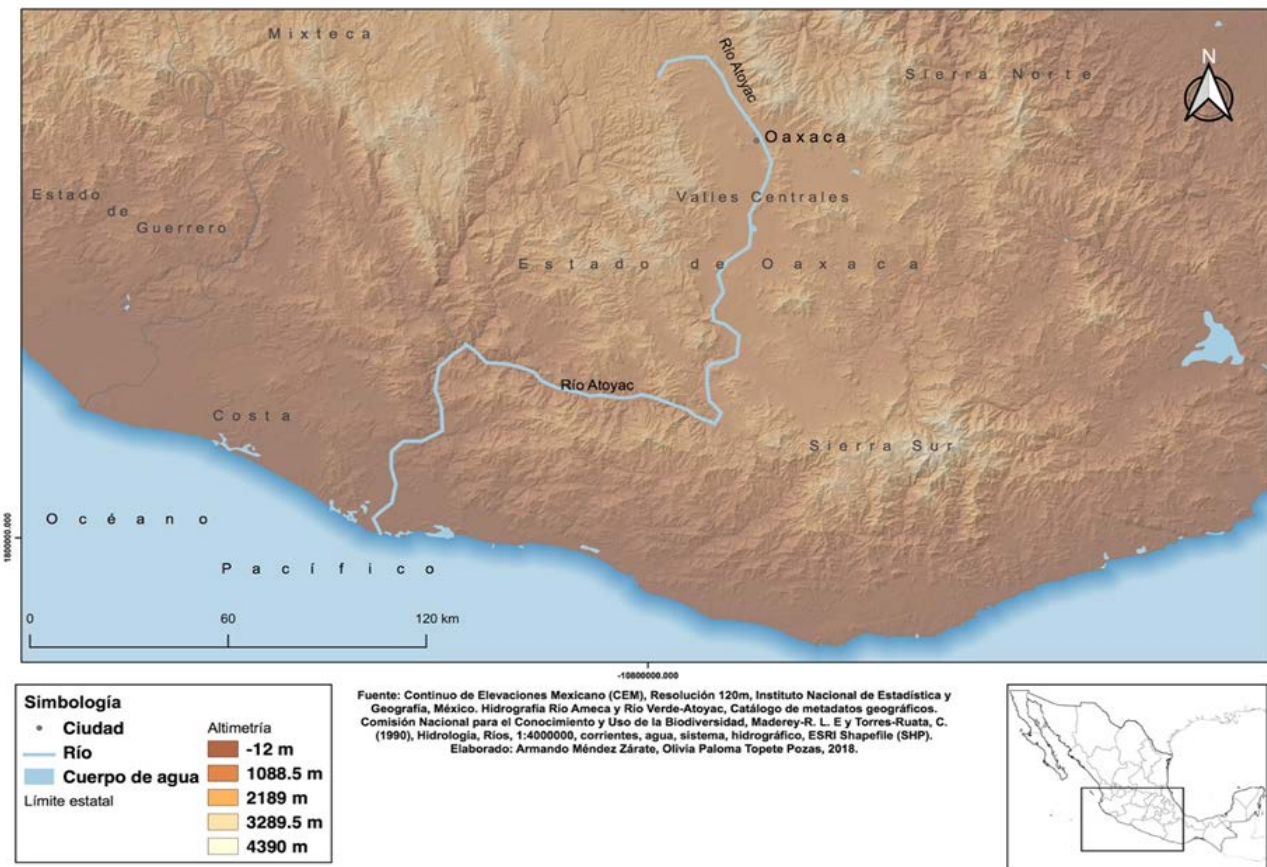 Mixteca
Río Atoyac
Sierra Norte
N
Oaxaca
Estado
de
Guerrero
Valles Centrales
Estado de Oaxaca
Río Atoyac
Costa
Sierra Sur
Océano
Pacífico
1800000.000
0 60 120 km
-10800000.000
Simbología
Ciudad
Río
Cuerpo de agua
Límite estatal
Altimetría
-12 m
1088.5 m
2189 m
3289.5 m
4390 m
Fuente: Continuo de Elevaciones Mexicano (CEM), Resolución 120m, Instituto Nacional de Estadística y
Geografía, México. Hidrografía Río Ameca y Río Verde-Atoyac, Catálogo de metadatos geográficos.
Comisión Nacional para el Conocimiento y Uso de la Biodiversidad, Maderey-R. L. E y Torres-Ruata, C.
(1990), Hidrología, Ríos, 1:4000000, corrientes, agua, sistema, hidrográfico, ESRI Shapefile (SHP).
Elaborado: Armando Méndez Zárate, Olivia Paloma Topete Pozas, 2018.